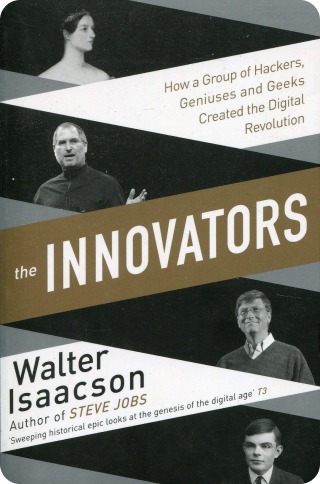 How a Group of Hackers,
Geniuses and Geeks
Created the Digital
Revolution
the INNOVATORS
Walter
Isaacson
Author of STEVE JOBS
'Sweeping historical epic looks at the genesis of the digital age' T3